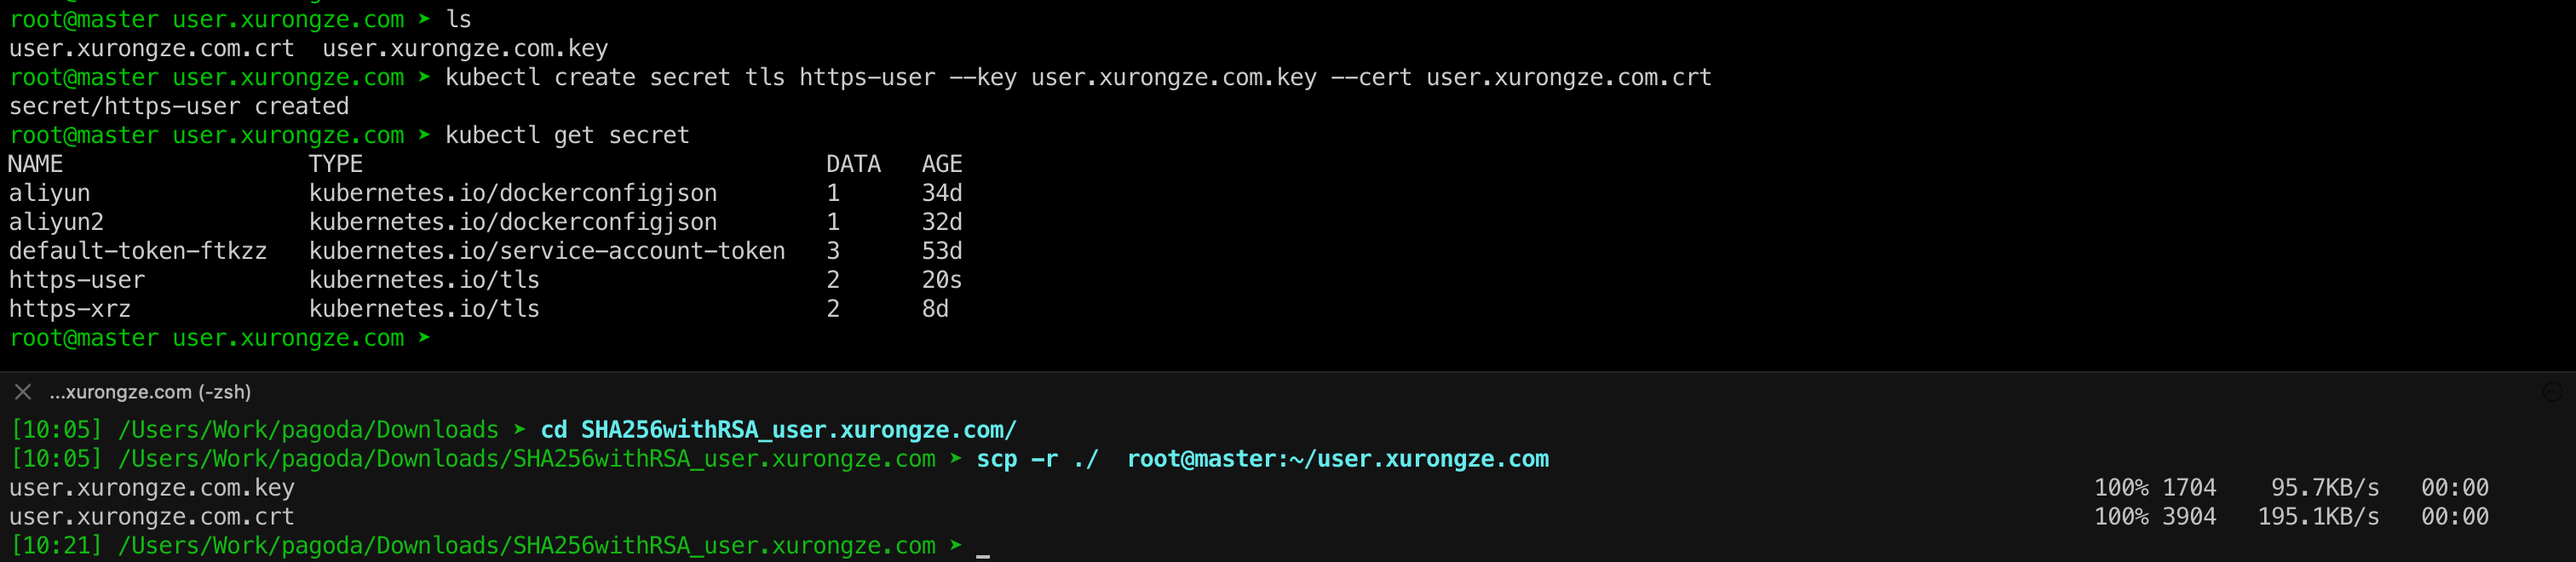 root@master user.xurongze.com ➤ ls
user.xurongze.com.crt  user.xurongze.com.key
root@master user.xurongze.com ➤ kubectl create secret tls https-user --key user.xurongze.com.key --cert user.xurongze.com.crt
secret/https-user created
root@master user.xurongze.com ➤ kubectl get secret
NAME                  TYPE                                  DATA   AGE
aliyun                kubernetes.io/dockerconfigjson        1      34d
aliyun2               kubernetes.io/dockerconfigjson        1      32d
default-token-ftkzz   kubernetes.io/service-account-token   3      53d
https-user            kubernetes.io/tls                     2      20s
https-xrz             kubernetes.io/tls                     2      8d
root@master user.xurongze.com ➤
...xurongze.com (-zsh)
[10:05] /Users/Work/pagoda/Downloads ➤ cd SHA256withRSA_user.xurongze.com/
[10:05] /Users/Work/pagoda/Downloads/SHA256withRSA_user.xurongze.com ➤ scp -r ./  root@master:~/user.xurongze.com
user.xurongze.com.key 100% 1704    95.7KB/s   00:00
user.xurongze.com.crt 100% 3904   195.1KB/s   00:00
[10:21] /Users/Work/pagoda/Downloads/SHA256withRSA_user.xurongze.com ➤ _